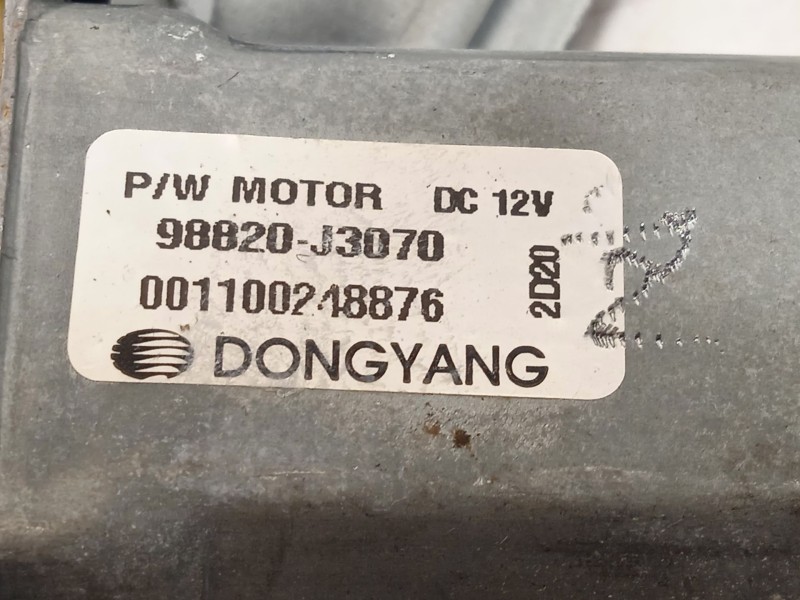 P/W MOTOR DC 12V
98820-J3070
001100248876
2D20
DONGYANG